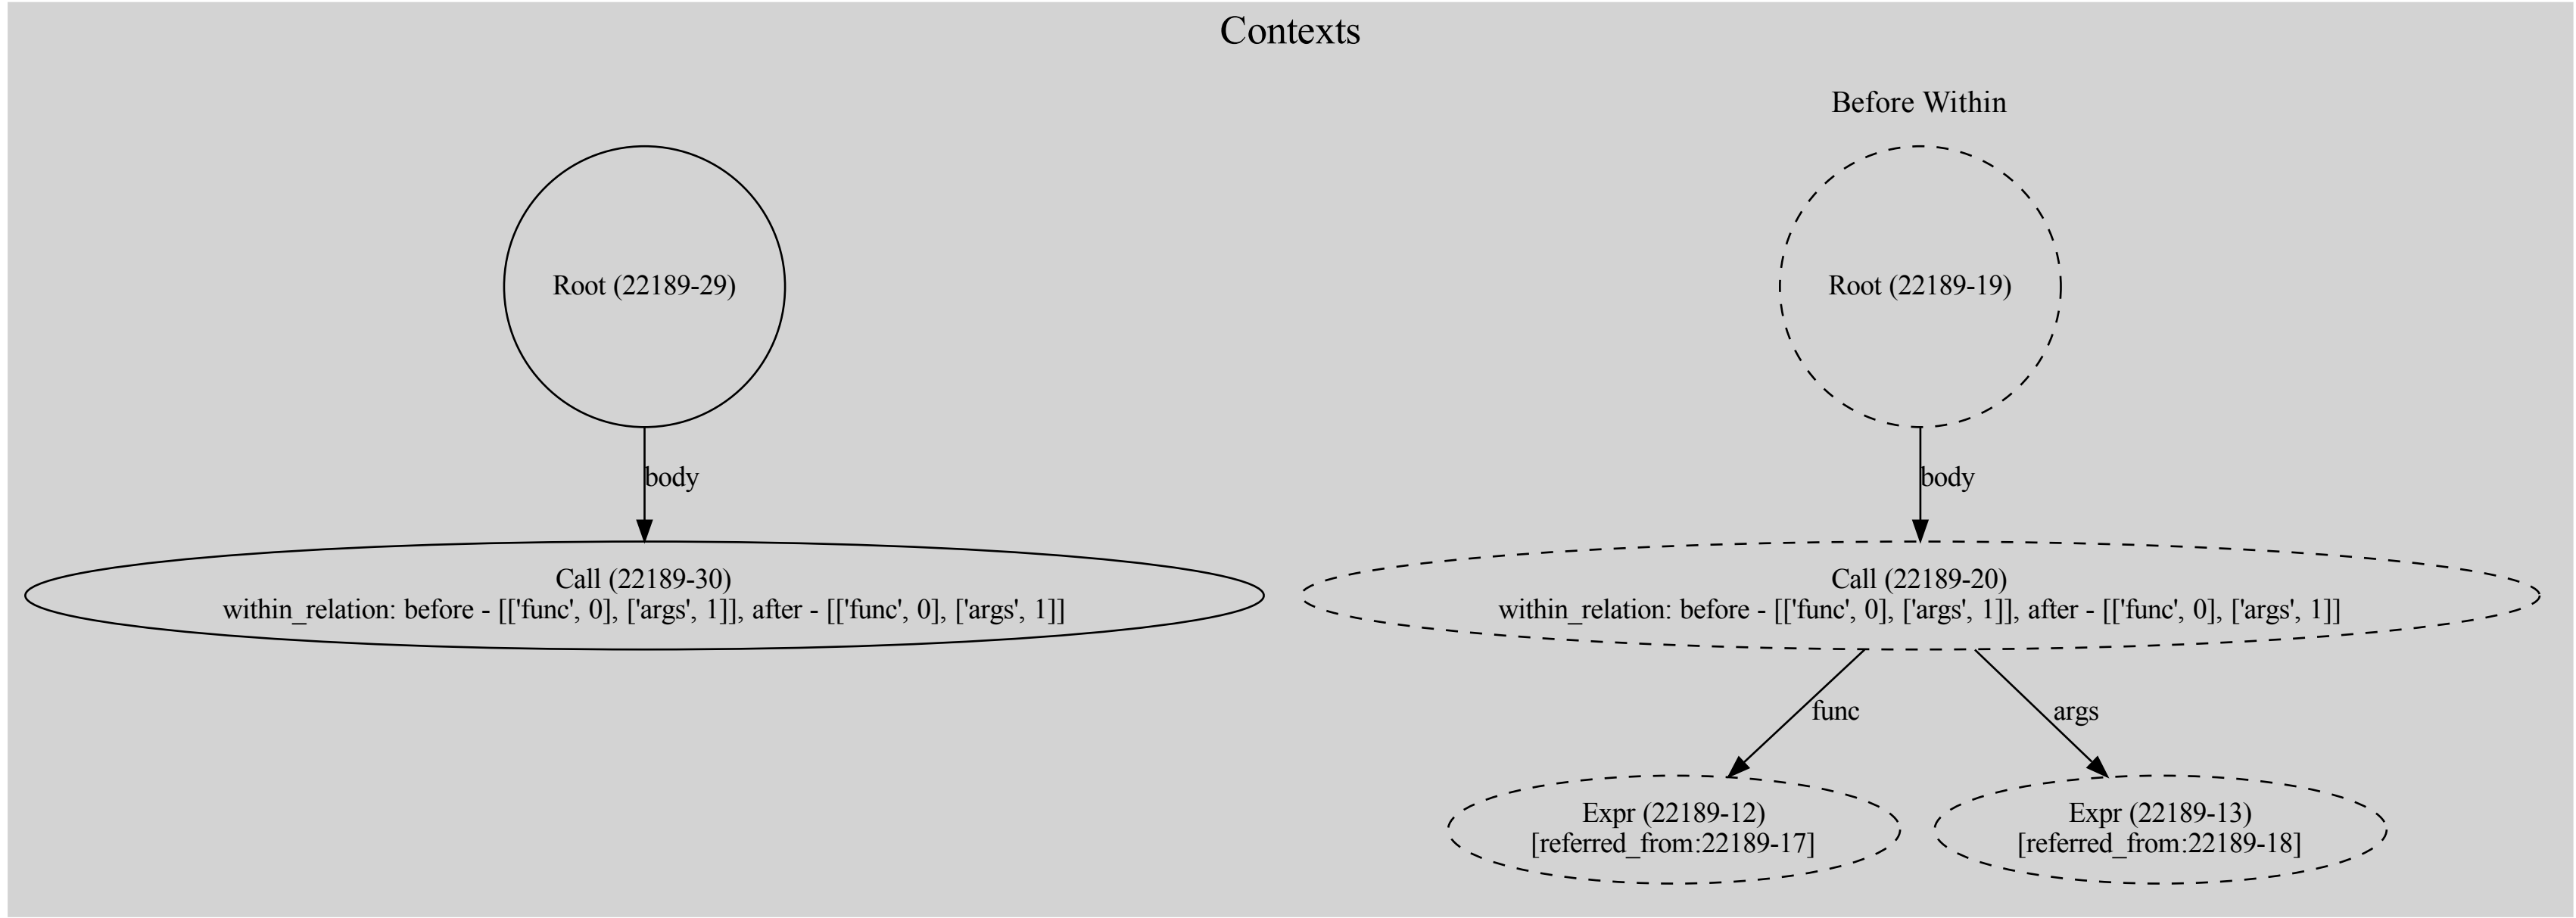 Contexts
Before Within
Root (22189-29)
Root (22189-19)
body
body
Call (22189-30)
within_relation: before - [['func', 0], ['args', 1]], after - [['func', 0], ['args', 1]]
Call (22189-20)
within_relation: before - [['func', 0], ['args', 1]], after - [['func', 0], ['args', 1]]
func
args
Expr (22189-12)
[referred_from:22189-17]
Expr (22189-13)
[referred_from:22189-18]